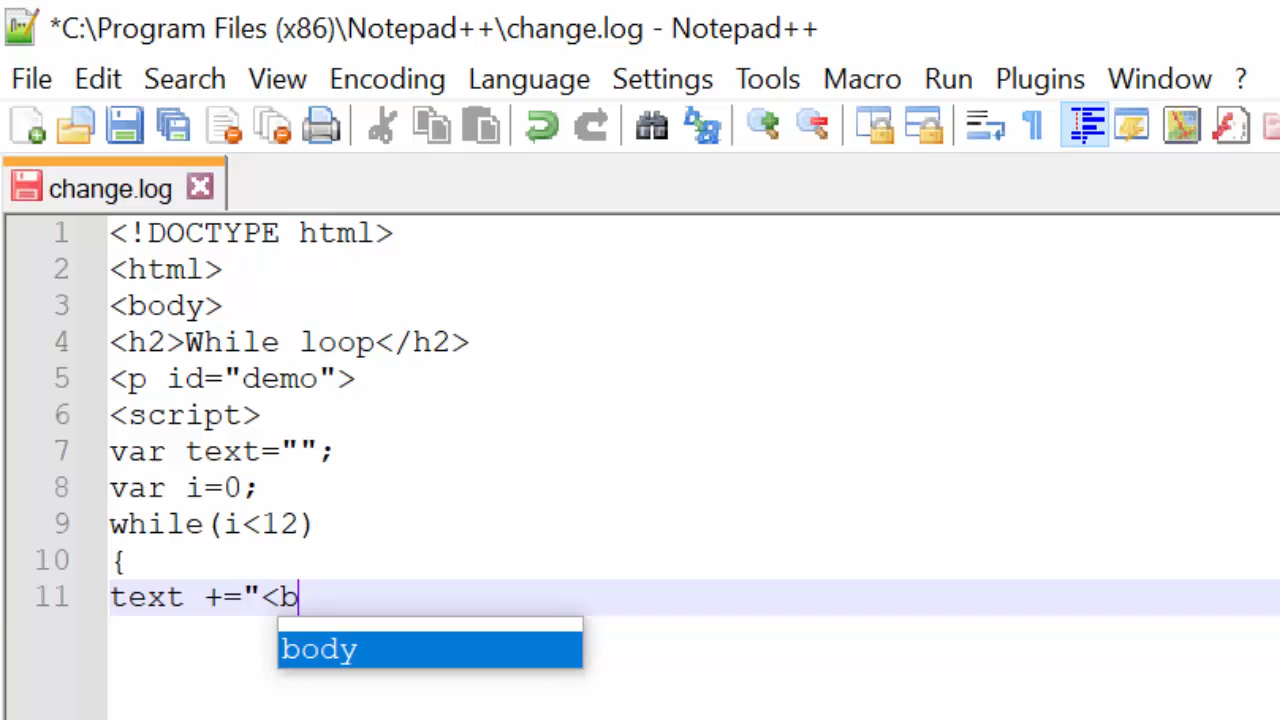 *C:\Program Files (x86)\Notepad++\change.log - Notepad++
File Edit Search View Encoding Language Settings Tools Macro Run Plugins Window ?
change.log
1 <!DOCTYPE html>
2 <html>
3 <body>
4 <h2>While loop</h2>
5 <p id="demo">
6 <script>
7 var text="";
8 var i=0;
9 while(i<12)
10 {
11 text +="<b
body